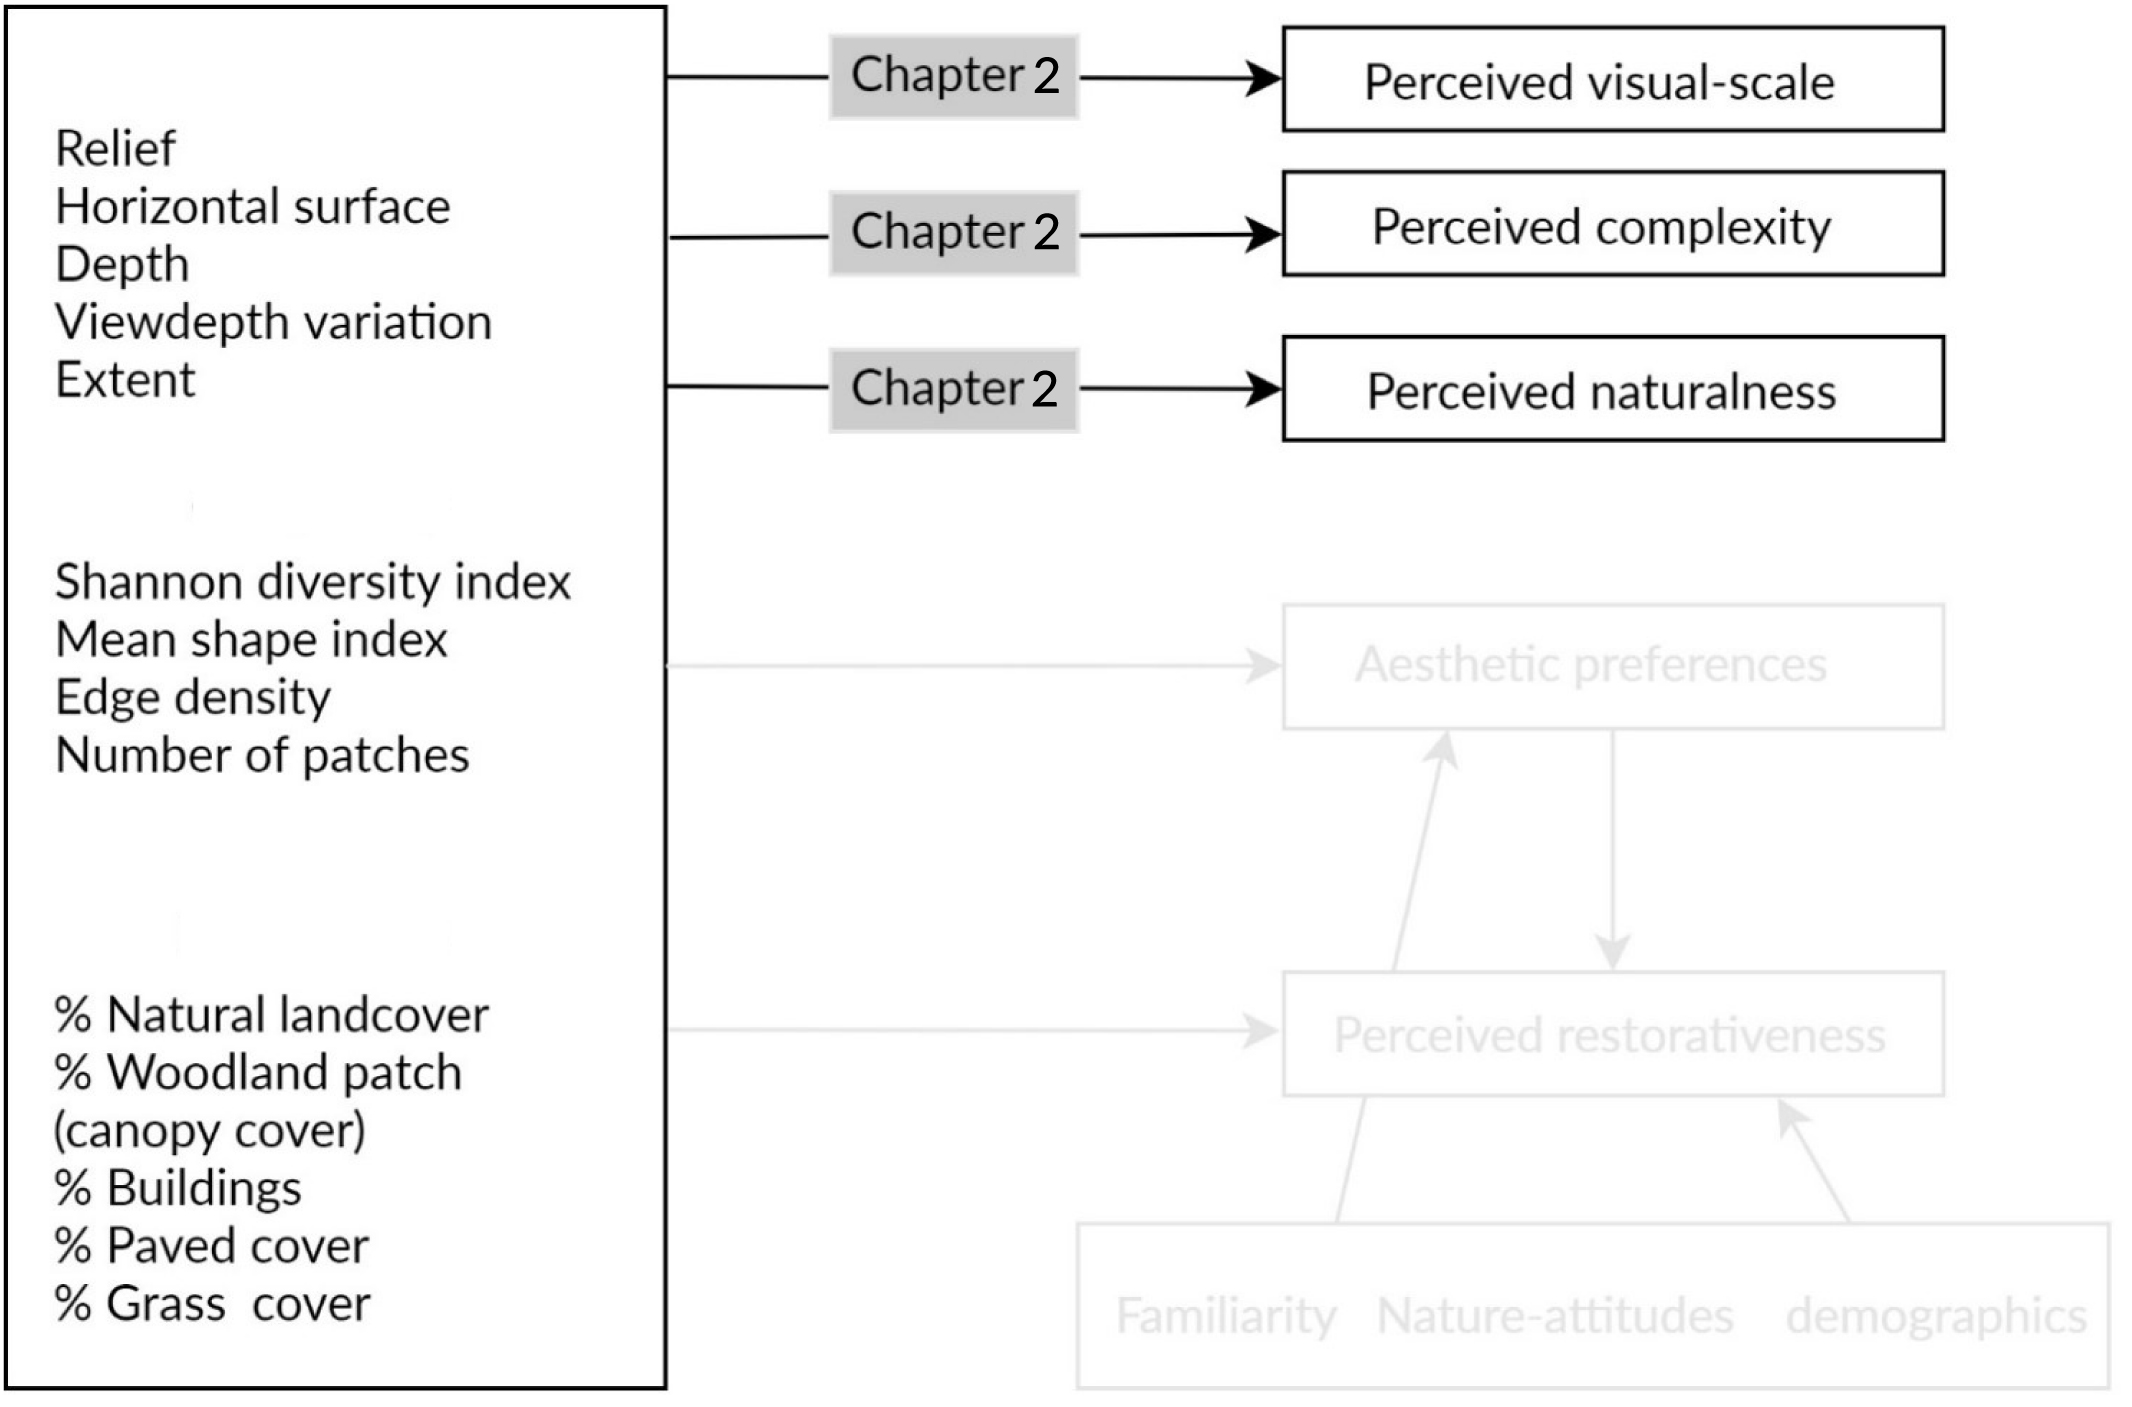 Relief
Horizontal surface
Depth
Viewdepth variation
Extent
Shannon diversity index
Mean shape index
Edge density
Number of patches
% Natural landcover
% Woodland patch
(canopy cover)
% Buildings
% Paved cover
% Grass cover
Chapter 2
Perceived visual-scale
Chapter 2
Perceived complexity
Chapter 2
Perceived naturalness
Aesthetic preferences
Perceived restorativeness
Familiarity Nature-attitudes demographics